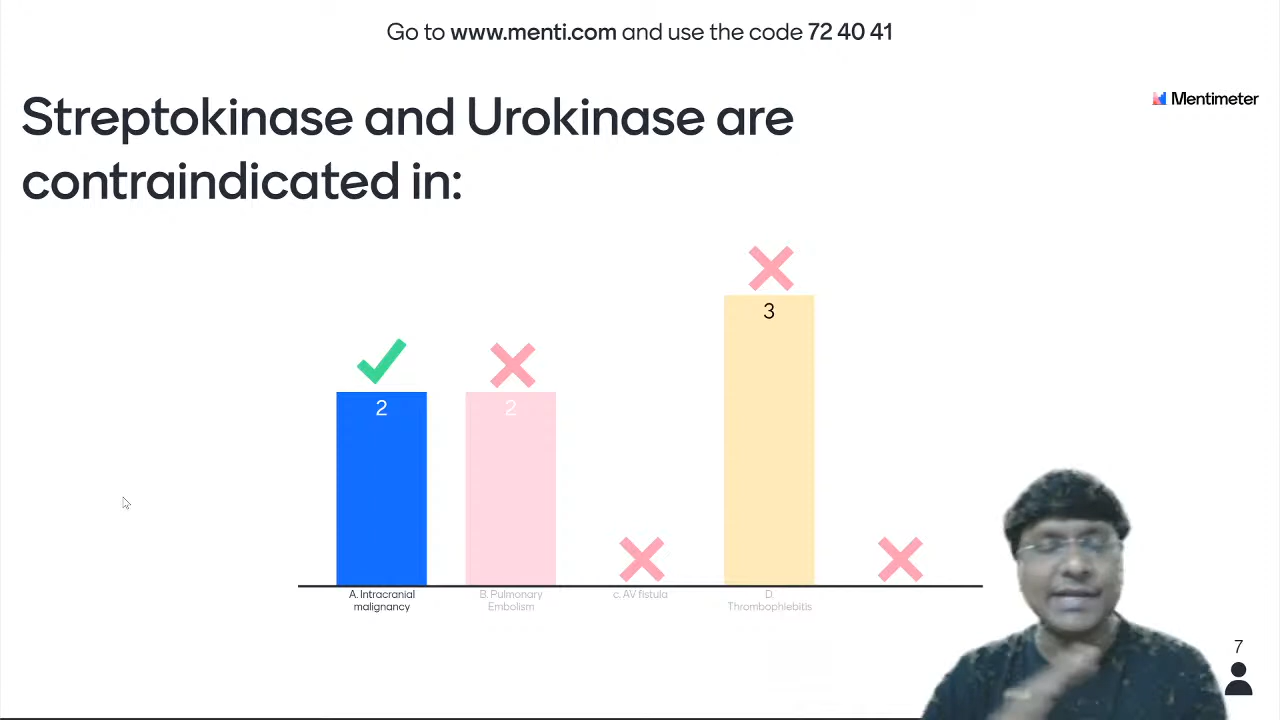 Go to www.menti.com and use the code 72 40 41
Mentimeter
Streptokinase and Urokinase are
contraindicated in:
3
2
2
A. Intracranial
malignancy
B. Pulmonary
Embolism
c. AV fistula
D.
Thrombophlebitis
7